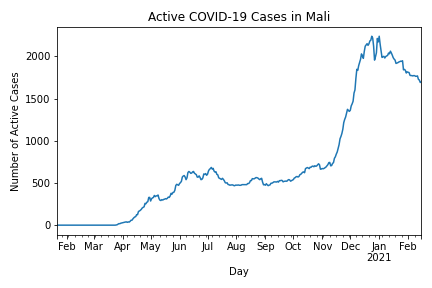 Active COVID-19 Cases in Mali
Number of Active Cases
2000
1500
1000
500
0
Feb Mar Apr May Jun Jul Aug Sep Oct Nov Dec Jan Feb
2021
Day